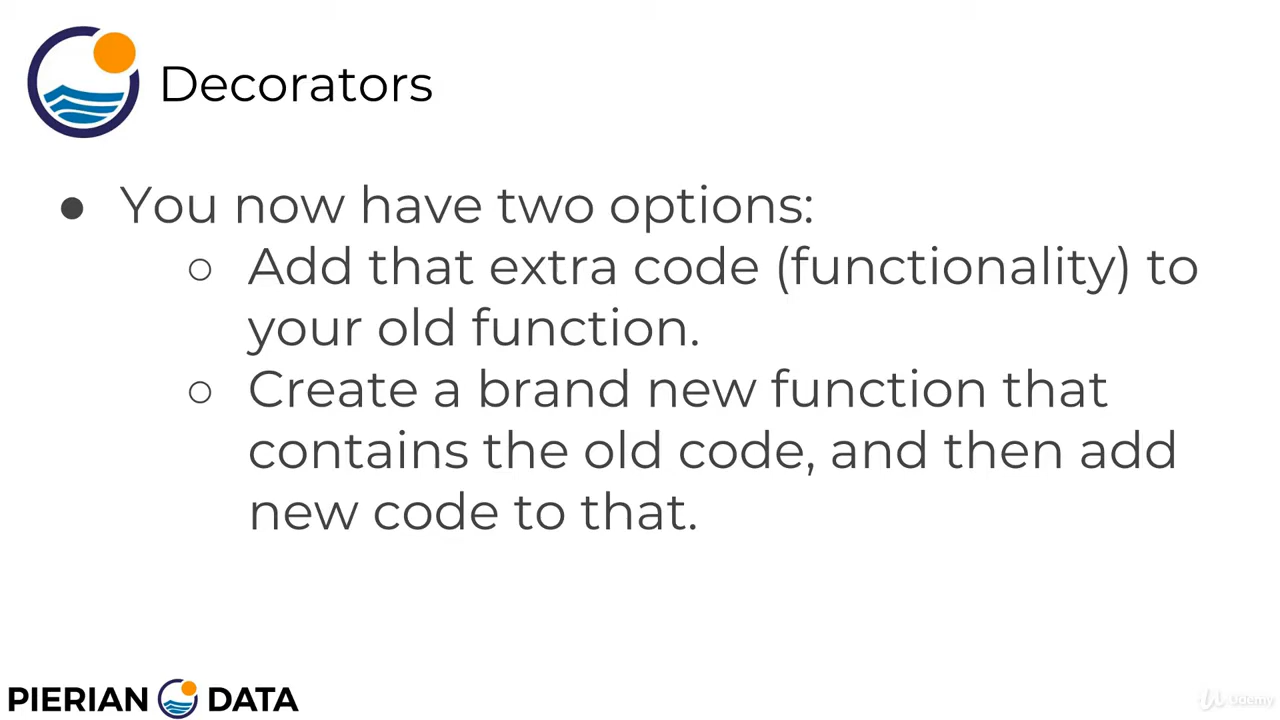 Decorators
● You now have two options:
○ Add that extra code (functionality) to
your old function.
○ Create a brand new function that
contains the old code, and then add
new code to that.
PIERIAN DATA
Udemy